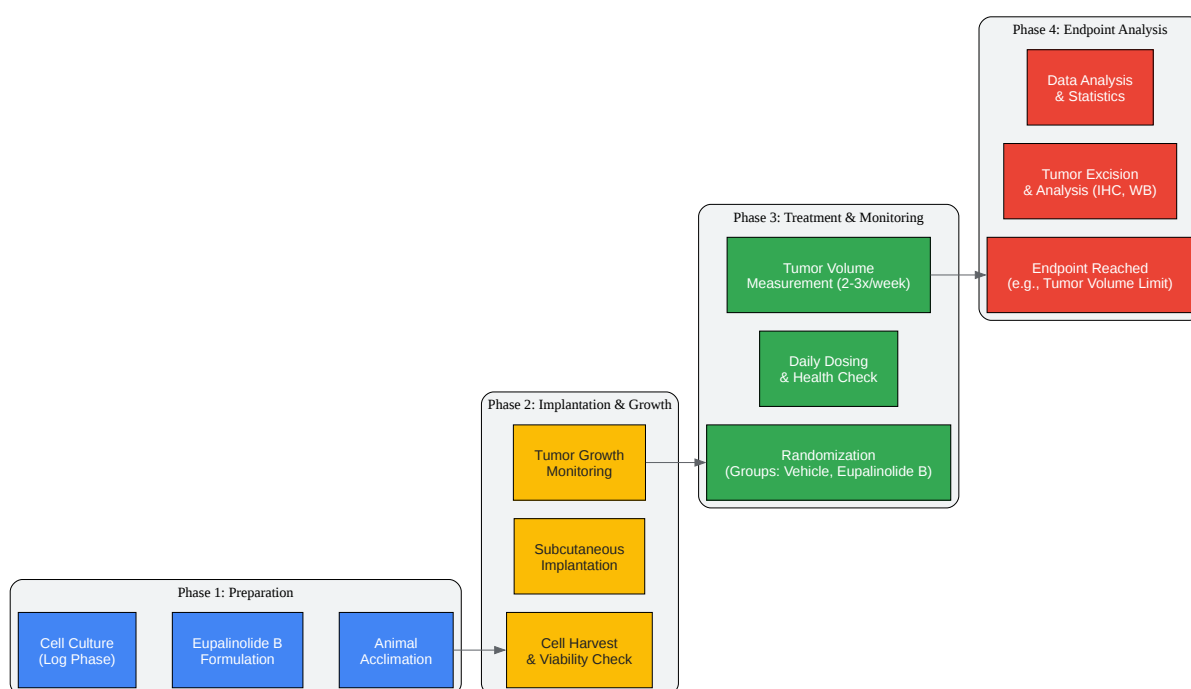 Phase 1: Preparation
Cell Culture
(Log Phase)
Eupalinolide B
Formulation
Animal
Acclimation
Phase 2: Implantation & Growth
Tumor Growth
Monitoring
Subcutaneous
Implantation
Cell Harvest
& Viability Check
Phase 3: Treatment & Monitoring
Tumor Volume
Measurement (2-3x/week)
Daily Dosing
& Health Check
Randomization
(Groups: Vehicle, Eupalinolide B)
Phase 4: Endpoint Analysis
Data Analysis
& Statistics
Tumor Excision
& Analysis (IHC, WB)
Endpoint Reached
(e.g., Tumor Volume Limit)